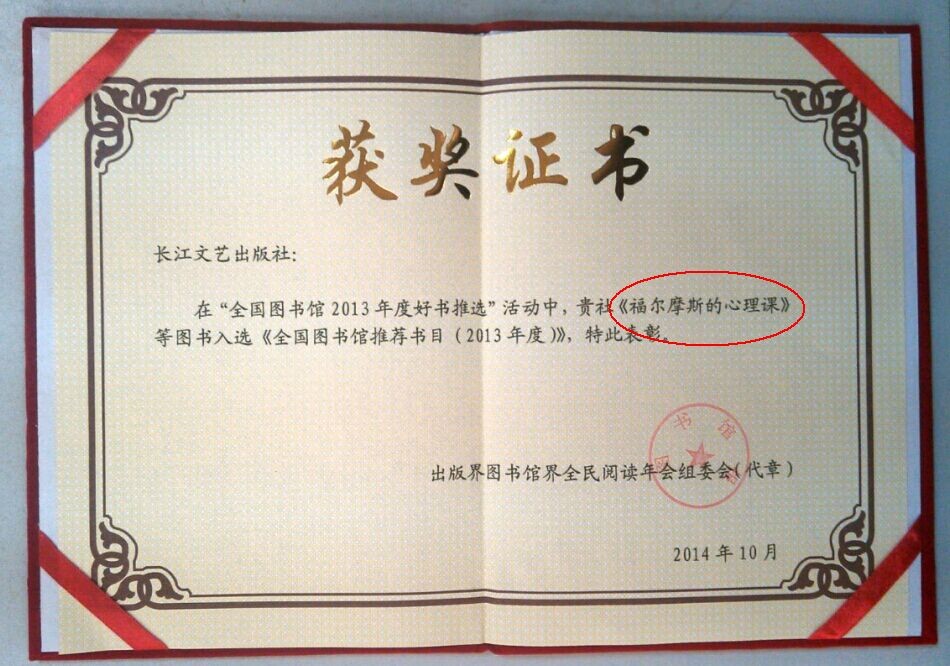 获奖证书
长江文艺出版社：
在“全国图书馆2013年度好书推选”活动中，贵社《福尔摩斯的心理课》
等图书入选《全国图书馆推荐书目（2013年度）》，特此表彰。
图书馆
出版界图书馆界全民阅读年会组委会（代章）
2014年10月